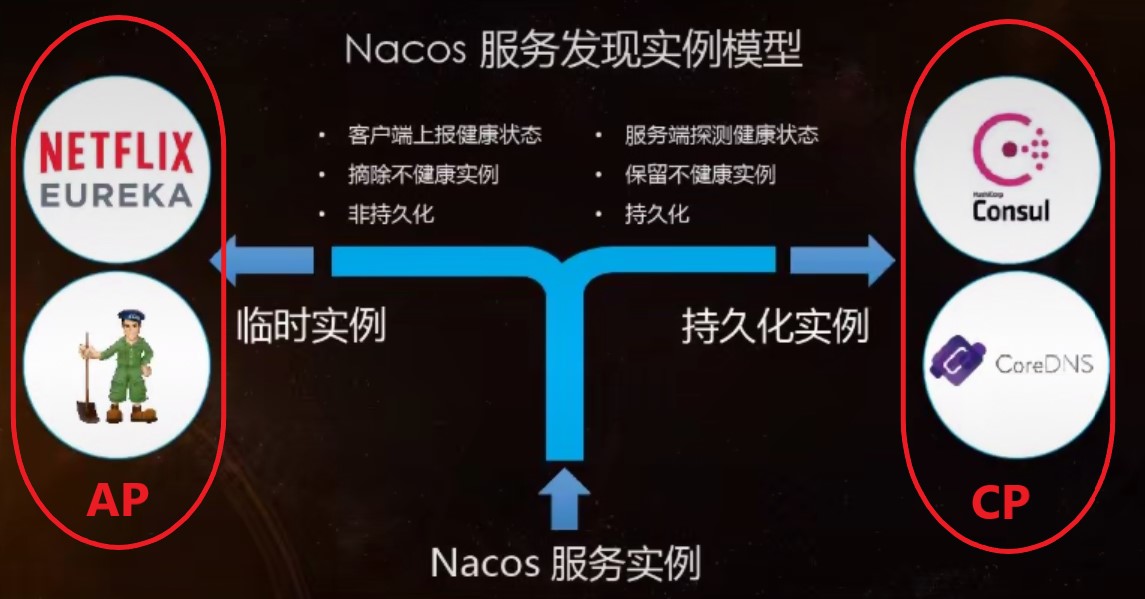 Nacos 服务发现实例模型
NETFLIX
EUREKA
• 客户端上报健康状态
• 摘除不健康实例
• 非持久化
• 服务端探测健康状态
• 保留不健康实例
• 持久化
HashiCorp
Consul
临时实例
持久化实例
CoreDNS
AP
CP
Nacos 服务实例